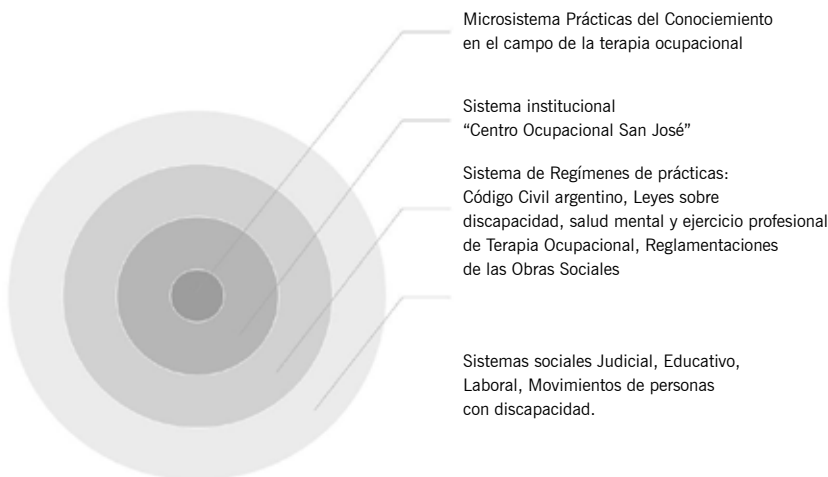 Microsistema Prácticas del Conociemiento
en el campo de la terapia ocupacional
Sistema institucional
“Centro Ocupacional San José”
Sistema de Regímenes de prácticas:
Código Civil argentino, Leyes sobre
discapacidad, salud mental y ejercicio profesional
de Terapia Ocupacional, Reglamentaciones
de las Obras Sociales
Sistemas sociales Judicial, Educativo,
Laboral, Movimientos de personas
con discapacidad.